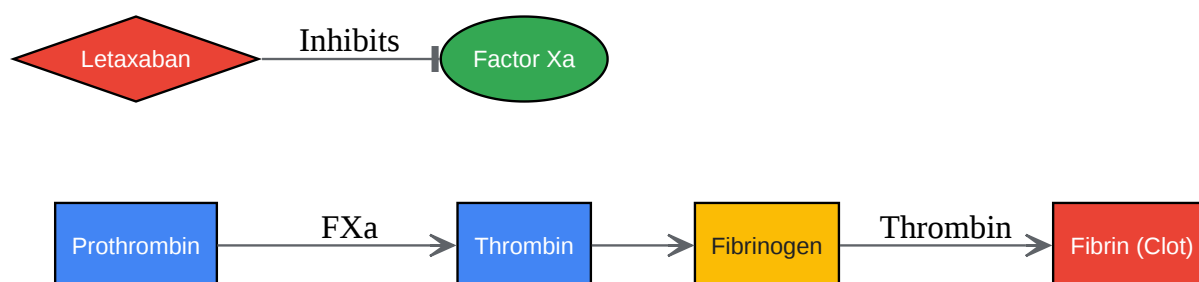 Letaxaban
Inhibits
Factor Xa
Prothrombin
FXa
Thrombin
Fibrinogen
Thrombin
Fibrin (Clot)